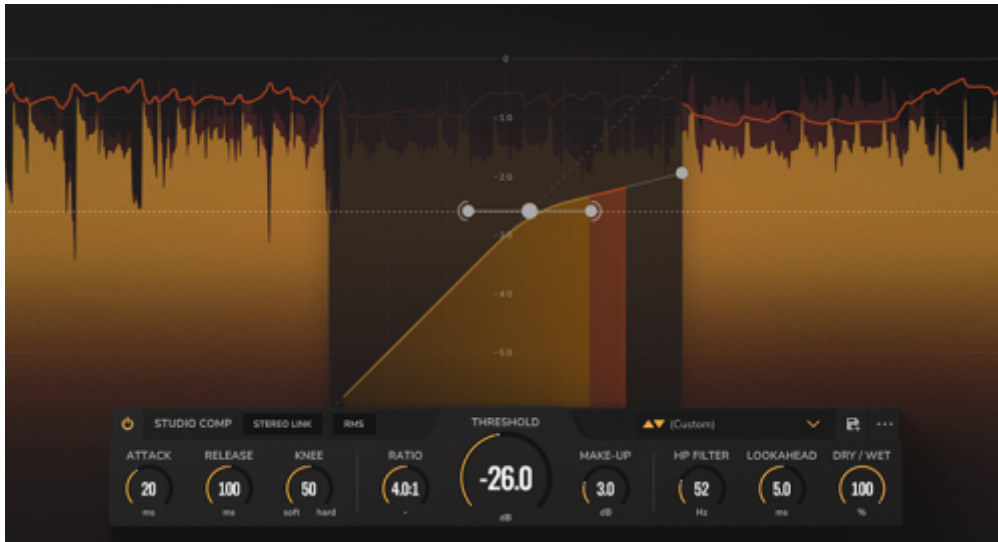 0
-10
-20
-30
-40
-50
STUDIO COMP STEREO LINK RMS THRESHOLD (Custom)
ATTACK RELEASE KNEE RATIO MAKE-UP HP FILTER LOOKAHEAD DRY / WET
20 100 50 4.0:1 -26.0 3.0 52 5.0 100
ms ms soft hard - dB dB Hz ms %